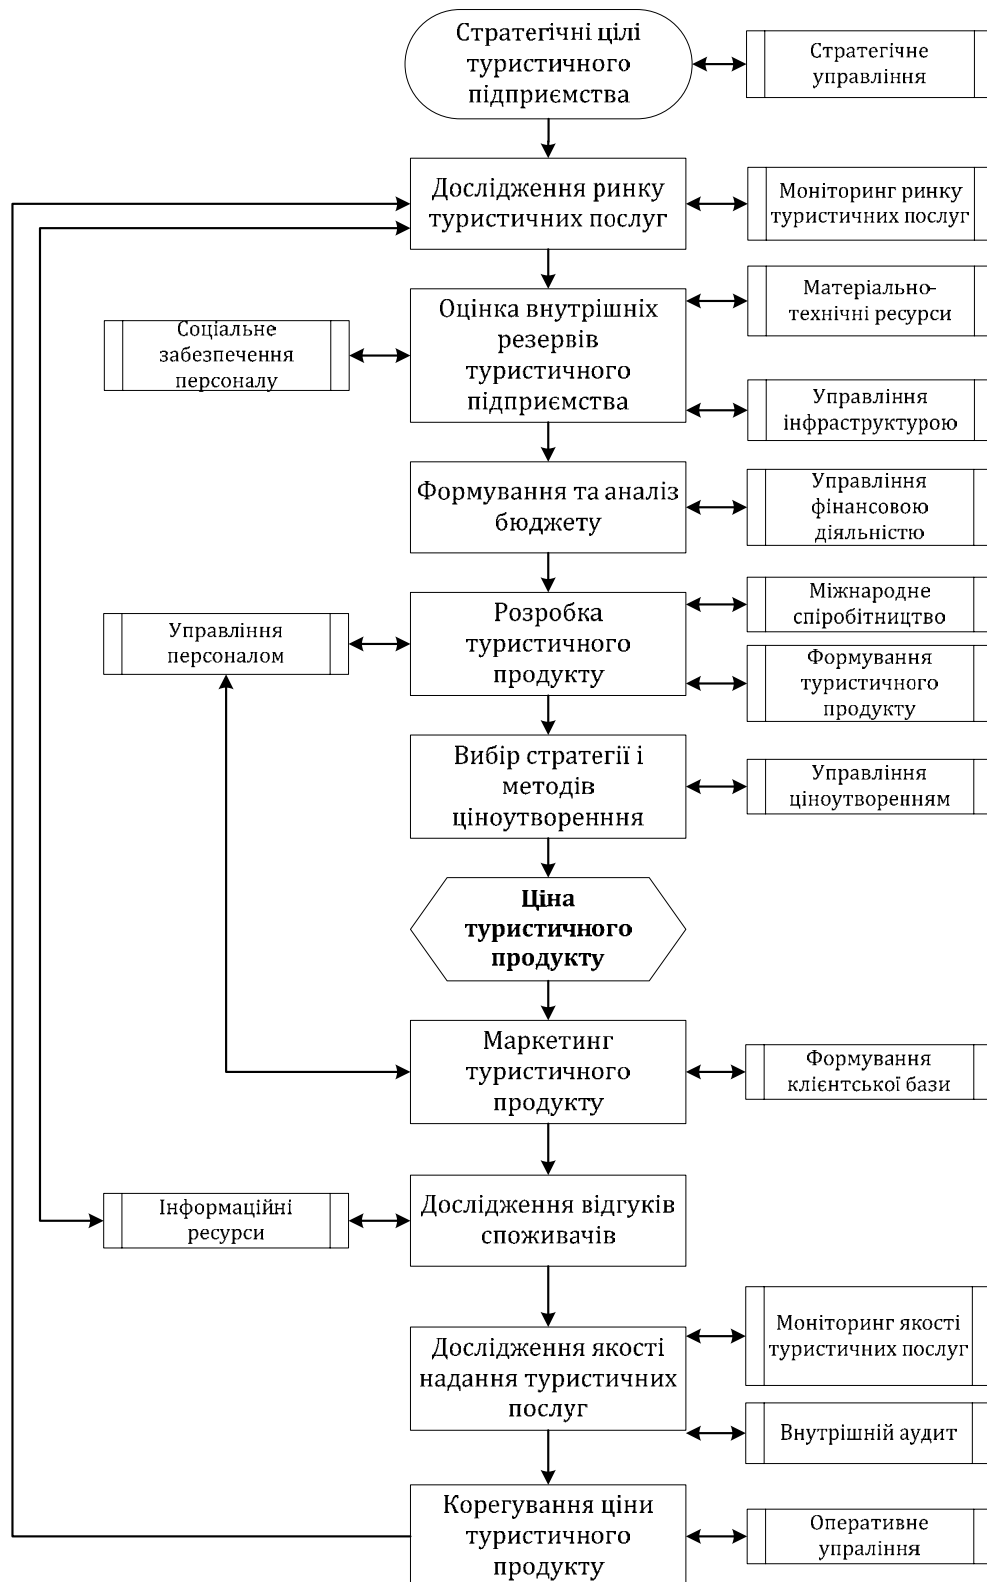 Стратегічні цілі
туристичного
підприємства
Стратегічне
управління
Дослідження ринку
туристичних послуг
Моніторинг ринку
туристичних послуг
Оцінка внутрішніх
резервів
туристичного
підприємства
Матеріально-
технічні ресурси
Соціальне
забезпечення
персоналу
Управління
інфраструктурою
Формування та аналіз
бюджету
Управління
фінансовою
діяльністю
Розробка
туристичного
продукту
Міжнародне
спіробітництво
Управління
персоналом
Формування
туристичного
продукту
Вибір стратегії і
методів
ціноутворенння
Управління
ціноутворенням
Ціна
туристичного
продукту
Маркетинг
туристичного
продукту
Формування
клієнтської бази
Дослідження відгуків
споживачів
Інформаційні
ресурси
Дослідження якості
надання туристичних
послуг
Моніторинг якості
туристичних послуг
Внутрішній аудит
Корегування ціни
туристичного
продукту
Оперативне
упраління